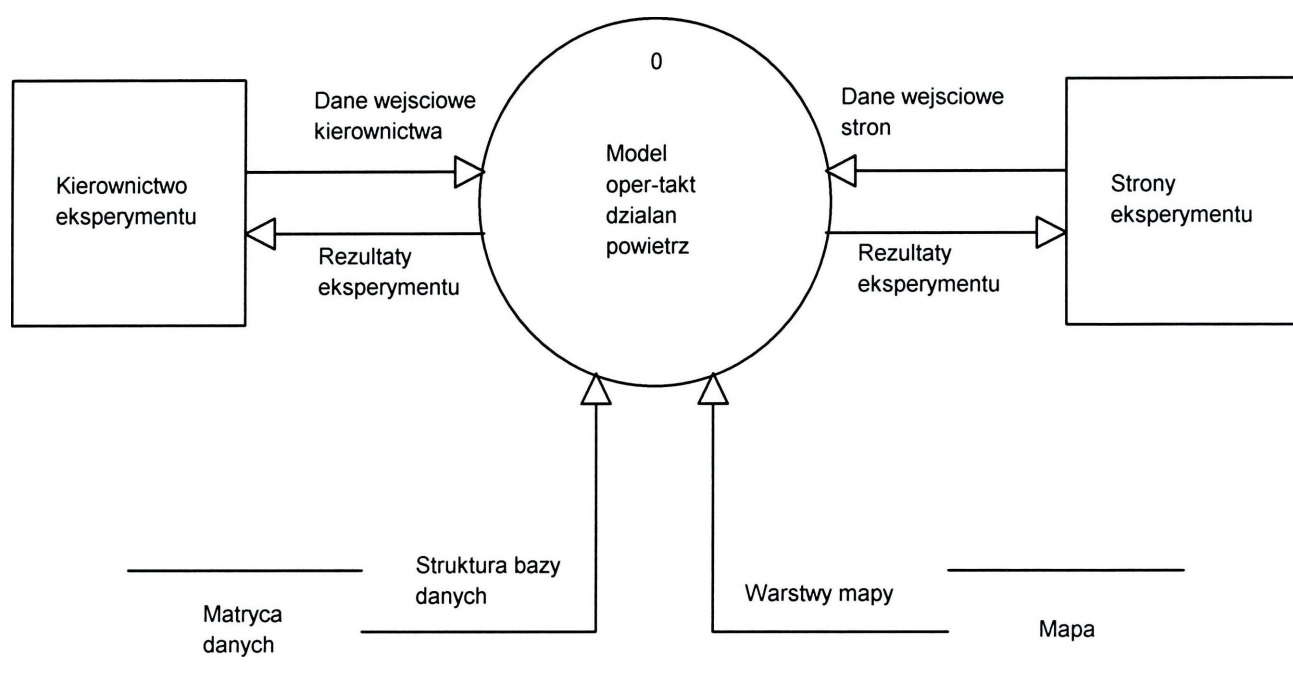 0
Dane wejsciowe
kierownictwa
Dane wejsciowe
stron
Kierownictwo
eksperymentu
Model
oper-takt
dzialan
powietrz
Strony
eksperymentu
Rezultaty
eksperymentu
Rezultaty
eksperymentu
Struktura bazy
danych
Warstwy mapy
Matryca
danych
Mapa